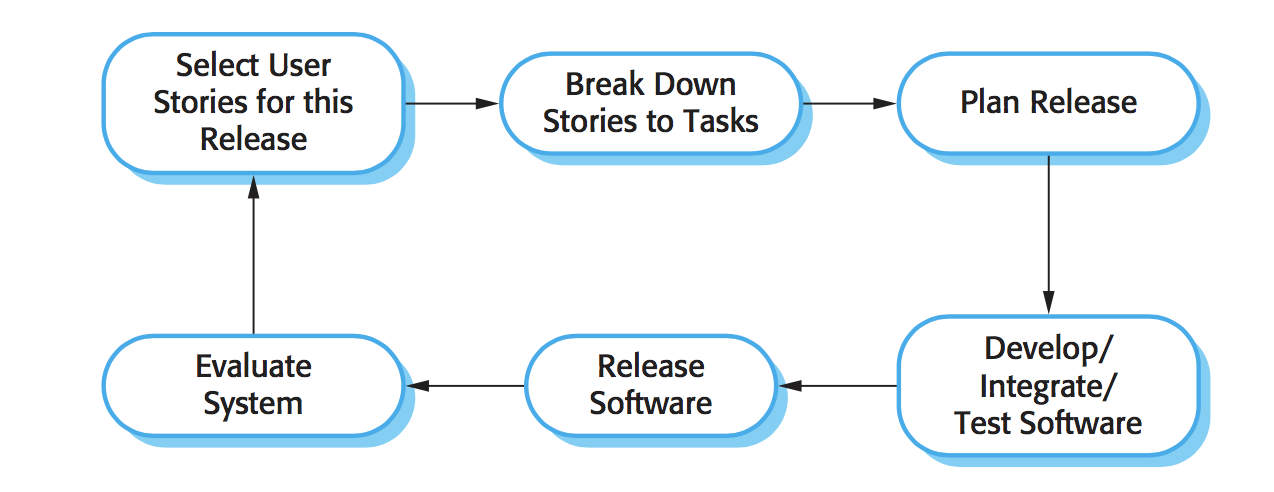 Select User
Stories for this
Release
Break Down
Stories to Tasks
Plan Release
Develop/
Integrate/
Test Software
Release
Software
Evaluate
System